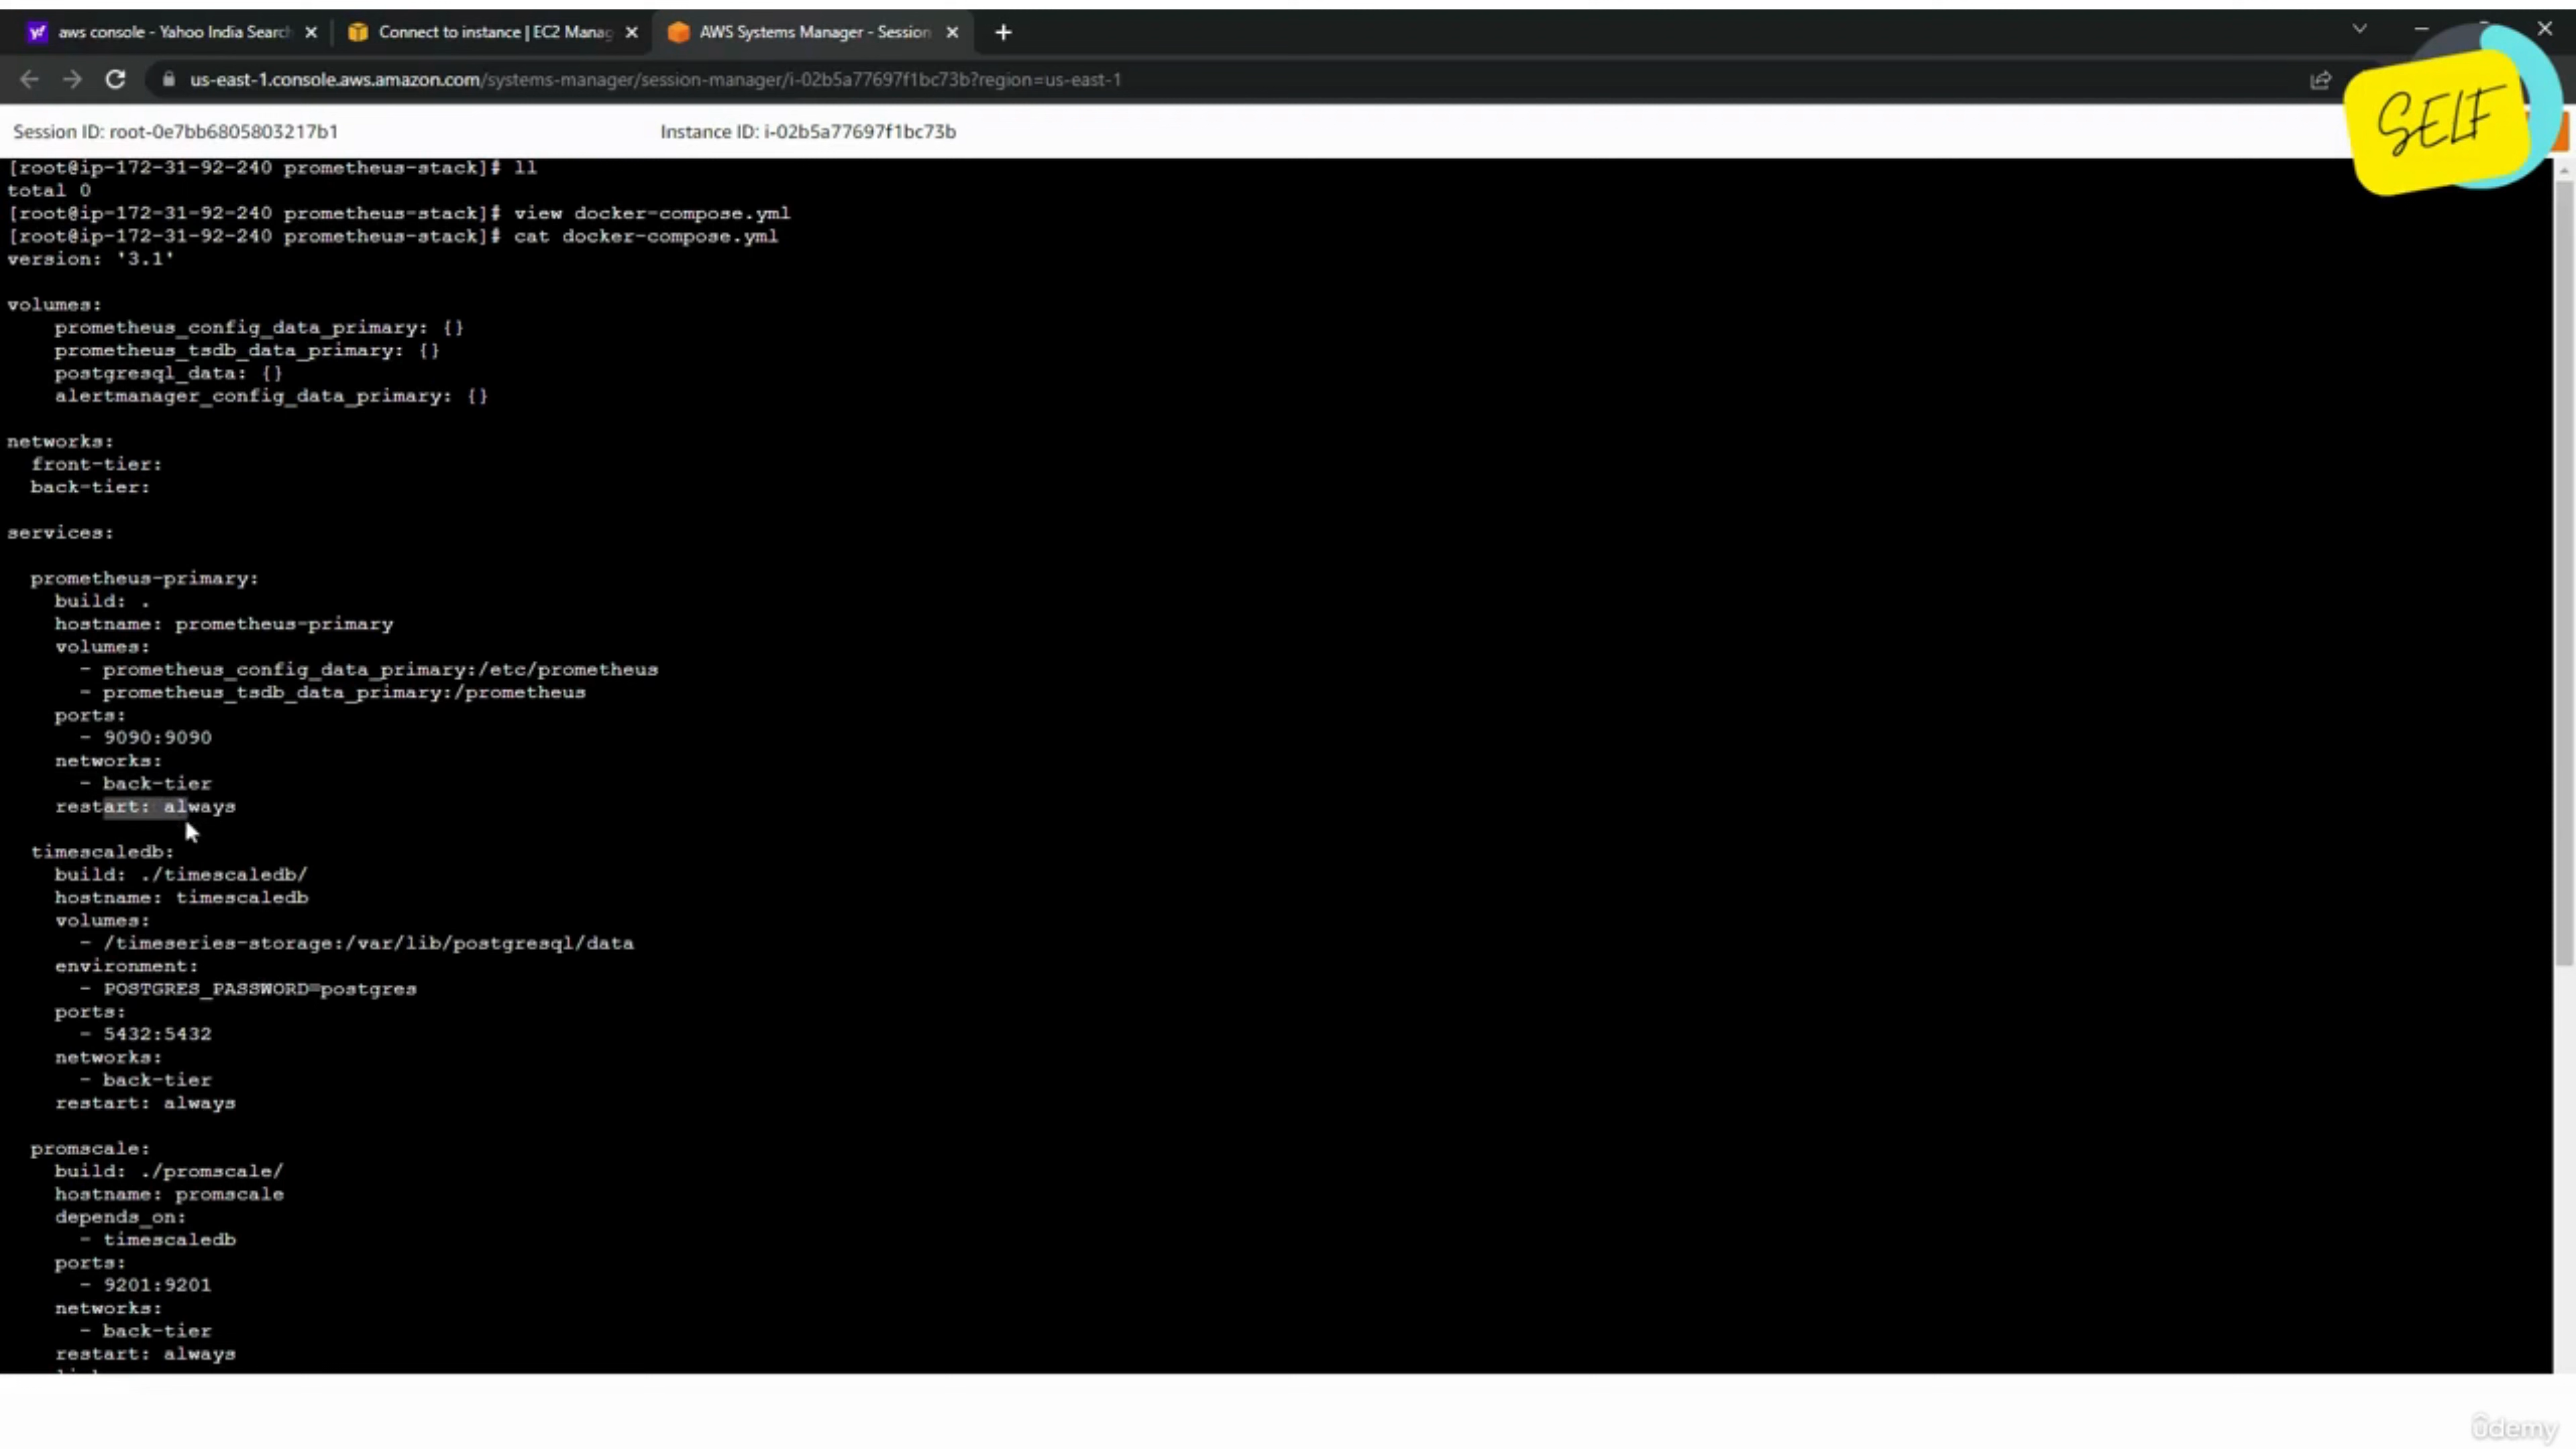 aws console - Yahoo India Search
Connect to instance | EC2 Manag
AWS Systems Manager - Session
us-east-1.console.aws.amazon.com/systems-manager/session-manager/i-02b5a77697f1bc73b?region=us-east-1
SELF
Session ID: root-0e7bb6805803217b1
Instance ID: i-02b5a77697f1bc73b
[root@ip-172-31-92-240 prometheus-stack]# ll
total 0
[root@ip-172-31-92-240 prometheus-stack]# view docker-compose.yml
[root@ip-172-31-92-240 prometheus-stack]# cat docker-compose.yml
version: '3.1'
volumes:
prometheus_config_data_primary: {}
prometheus_tsdb_data_primary: {}
postgresql_data: {}
alertmanager_config_data_primary: {}
networks:
front-tier:
back-tier:
services:
prometheus-primary:
build: .
hostname: prometheus-primary
volumes:
- prometheus_config_data_primary:/etc/prometheus
- prometheus_tsdb_data_primary:/prometheus
ports:
- 9090:9090
networks:
- back-tier
restart: always
timescaledb:
build: ./timescaledb/
hostname: timescaledb
volumes:
- /timeseries-storage:/var/lib/postgresql/data
environment:
- POSTGRES_PASSWORD=postgres
ports:
- 5432:5432
networks:
- back-tier
restart: always
promscale:
build: ./promscale/
hostname: promscale
depends_on:
- timescaledb
ports:
- 9201:9201
networks:
- back-tier
restart: always
ûdemy